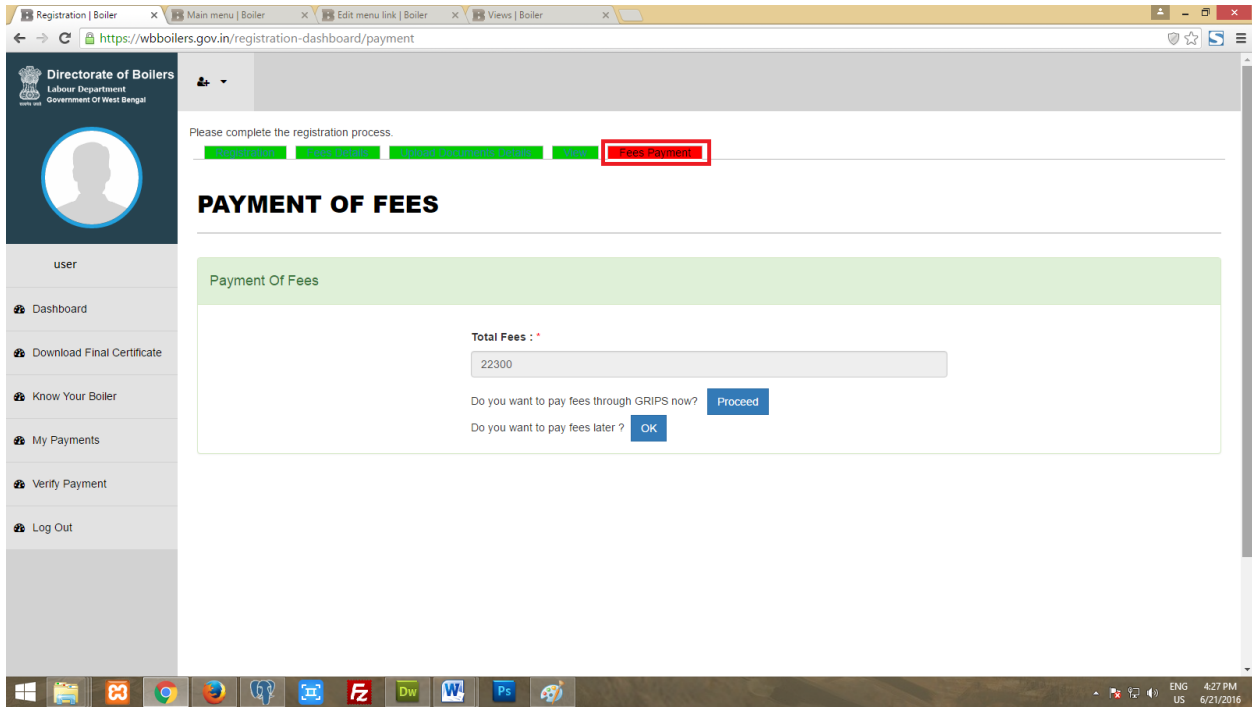 Registration | Boiler
Main menu | Boiler
Edit menu link | Boiler
Views | Boiler
https://wbboilers.gov.in/registration-dashboard/payment
Directorate of Boilers
Labour Department
Government Of West Bengal
Please complete the registration process.
Registration Fees Details Upload Documents Details View Fees Payment
PAYMENT OF FEES
user
Payment Of Fees
Dashboard
Total Fees : *
Download Final Certificate
22300
Know Your Boiler
Do you want to pay fees through GRIPS now? Proceed
Do you want to pay fees later ? OK
My Payments
Verify Payment
Log Out
Dw
W
Ps
Fz
ENG 4:27 PM
US 6/21/2016